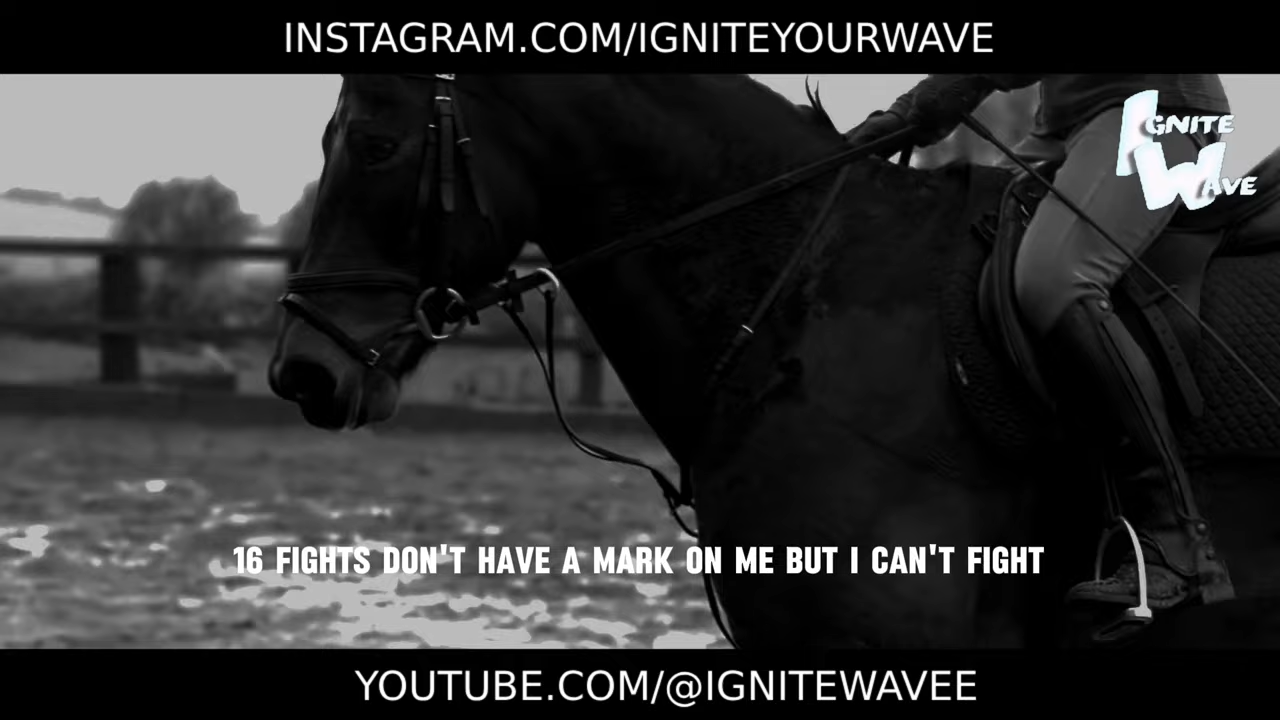 INSTAGRAM.COM/IGNITEYOURWAVE
IGNITE
WAVE
16 FIGHTS DON'T HAVE A MARK ON ME BUT I CAN'T FIGHT
YOUTUBE.COM/@IGNITEWAVEE